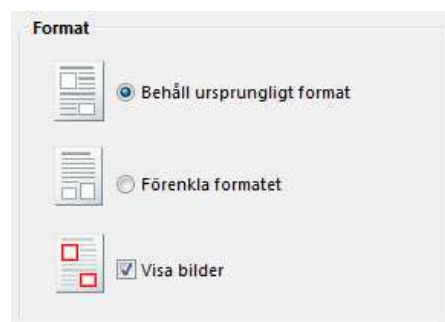 Format
Behåll ursprungligt format
Förenkla formatet
Visa bilder